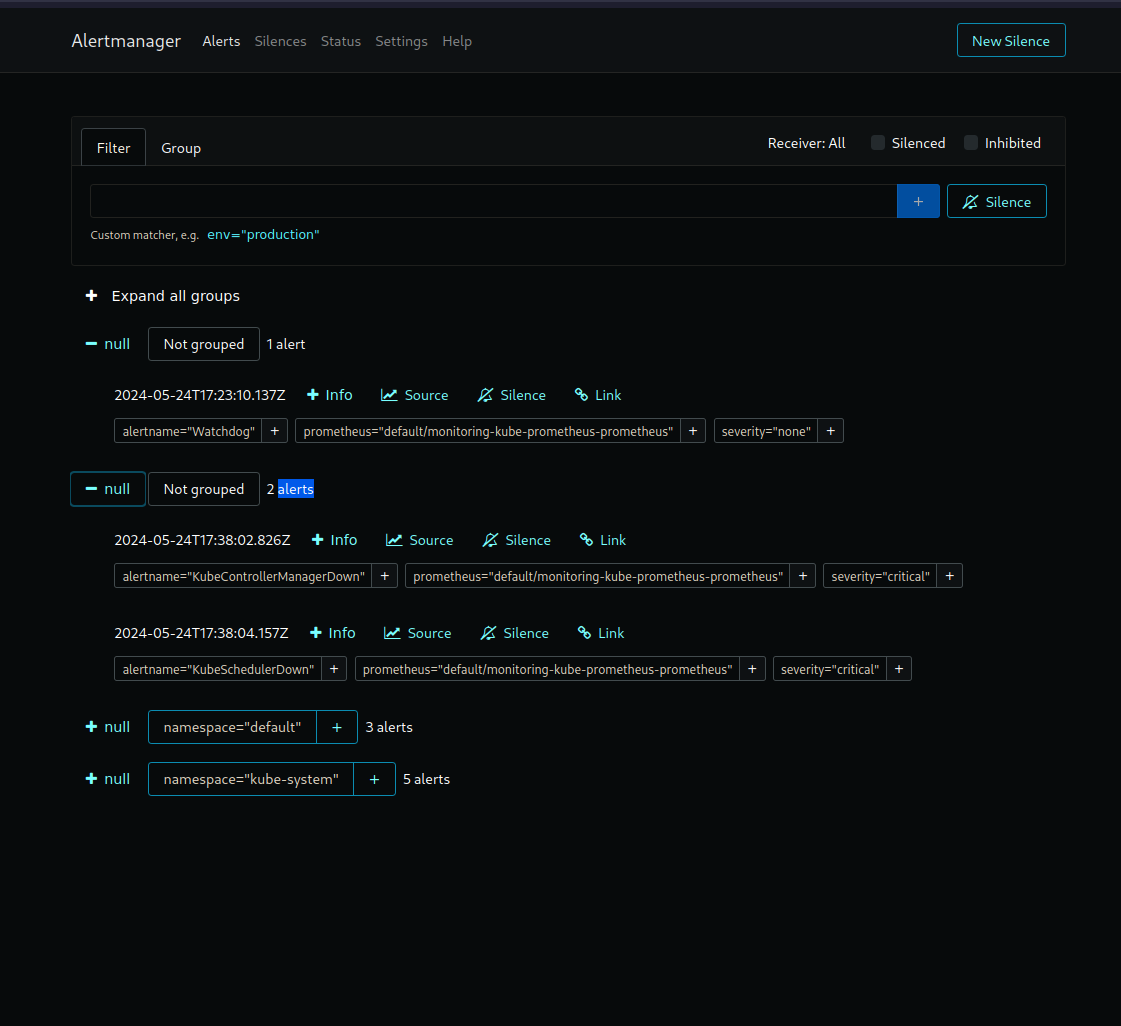 Alertmanager Alerts Silences Status Settings Help New Silence
Filter Group Receiver: All Silenced Inhibited
+ Silence
Custom matcher, e.g. env="production"
+ Expand all groups
− null Not grouped 1 alert
2024-05-24T17:23:10.137Z + Info Source Silence Link
alertname="Watchdog" + prometheus="default/monitoring-kube-prometheus-prometheus" + severity="none" +
− null Not grouped 2 alerts
2024-05-24T17:38:02.826Z + Info Source Silence Link
alertname="KubeControllerManagerDown" + prometheus="default/monitoring-kube-prometheus-prometheus" + severity="critical" +
2024-05-24T17:38:04.157Z + Info Source Silence Link
alertname="KubeSchedulerDown" + prometheus="default/monitoring-kube-prometheus-prometheus" + severity="critical" +
+ null namespace="default" + 3 alerts
+ null namespace="kube-system" + 5 alerts